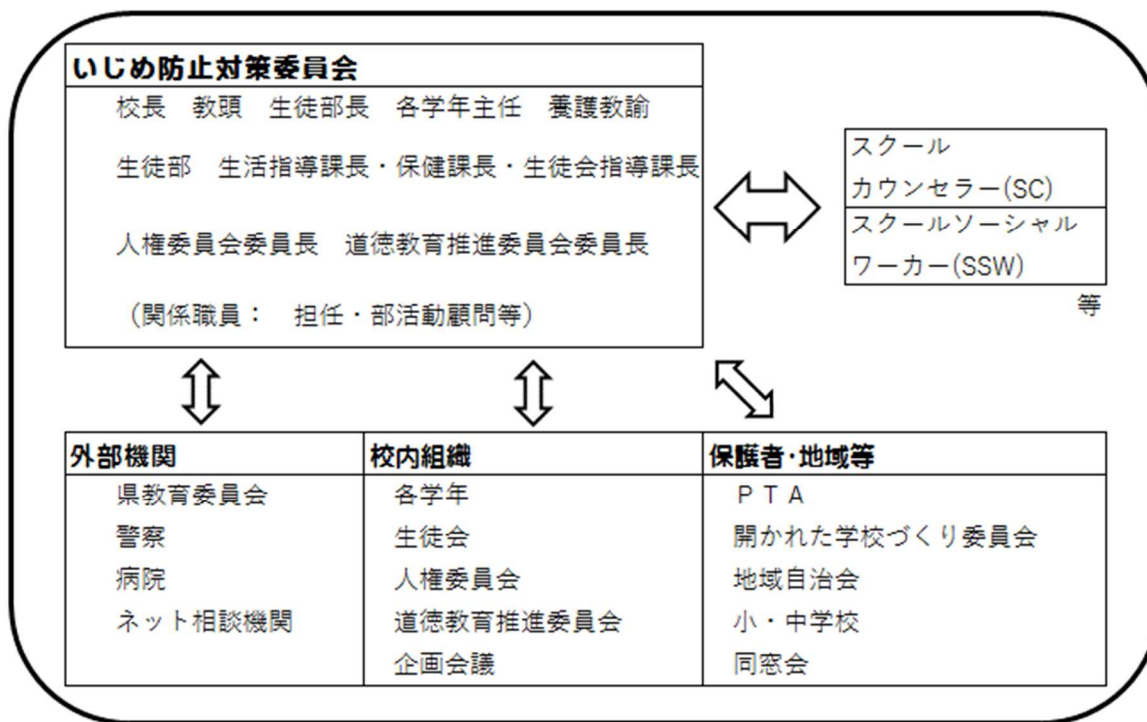 いじめ防止対策委員会
校長　教頭　生徒部長　各学年主任　養護教諭
生徒部　生活指導課長・保健課長・生徒会指導課長
人権委員会委員長　道徳教育推進委員会委員長
（関係職員：　担任・部活動顧問等）
スクール
カウンセラー(SC)
スクールソーシャル
ワーカー(SSW)
等
外部機関
県教育委員会
警察
病院
ネット相談機関
校内組織
各学年
生徒会
人権委員会
道徳教育推進委員会
企画会議
保護者・地域等
ＰＴＡ
開かれた学校づくり委員会
地域自治会
小・中学校
同窓会